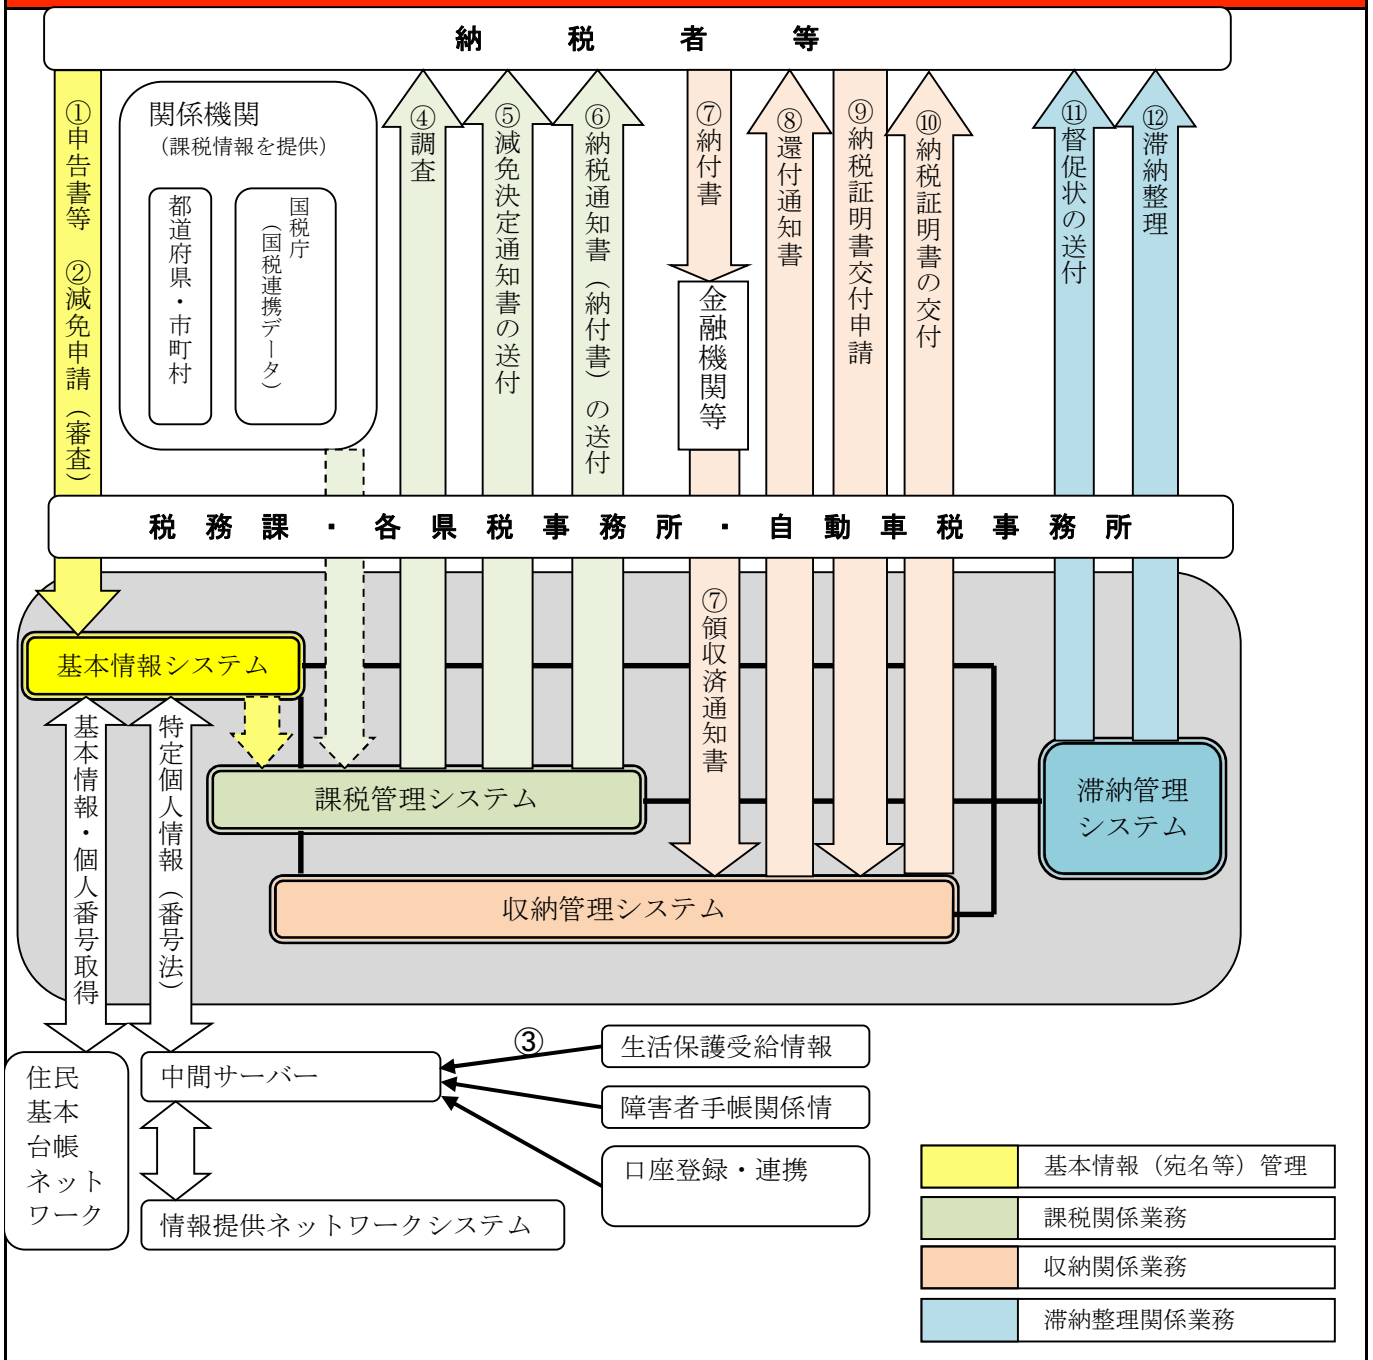 納税者等
①申告書等　②減免申請（審査）
関係機関
（課税情報を提供）
都道府県・市町村
国税庁
（国税連携データ）
④調査
⑤減免決定通知書の送付
⑥納税通知書（納付書）の送付
⑦納付書
金融機関等
⑧還付通知書
⑨納税証明書交付申請
⑩納税証明書の交付
⑪督促状の送付
⑫滞納整理
税務課・各県税事務所・自動車税事務所
⑦領収済通知書
基本情報システム
課税管理システム
滞納管理
システム
収納管理システム
基本情報・個人番号取得
特定個人情報（番号法）
住民
基本
台帳
ネット
ワーク
中間サーバー
③
生活保護受給情報
障害者手帳関係情
口座登録・連携
情報提供ネットワークシステム
基本情報（宛名等）管理
課税関係業務
収納関係業務
滞納整理関係業務